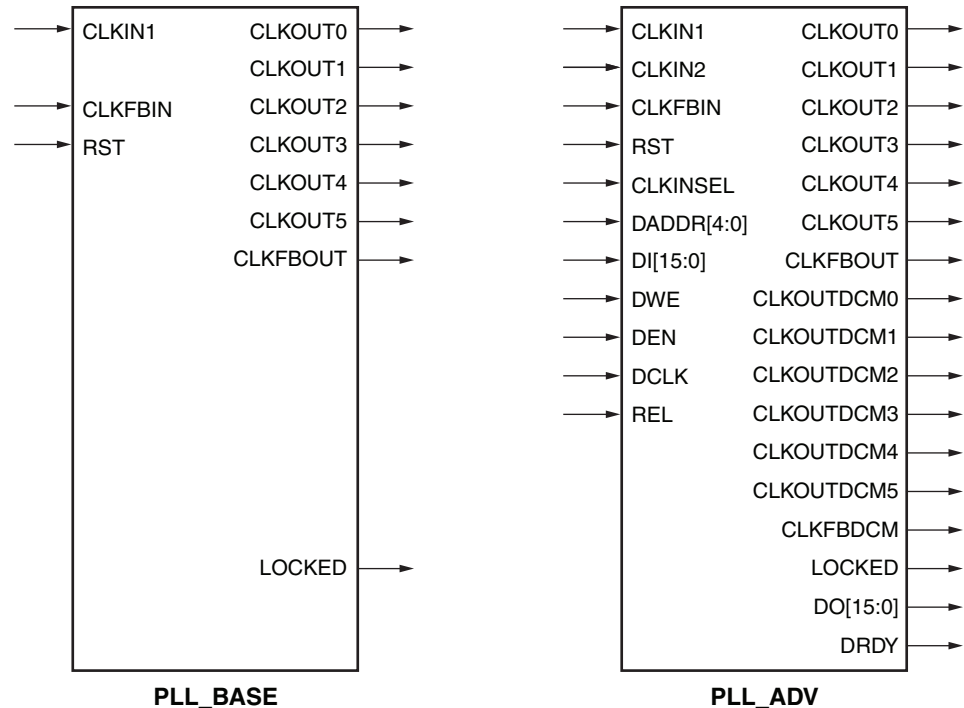 CLKIN1 CLKOUT0
CLKOUT1
CLKFBIN CLKOUT2
RST CLKOUT3
CLKOUT4
CLKOUT5
CLKFBOUT
LOCKED
PLL_BASE
CLKIN1 CLKOUT0
CLKIN2 CLKOUT1
CLKFBIN CLKOUT2
RST CLKOUT3
CLKINSEL CLKOUT4
DADDR[4:0] CLKOUT5
DI[15:0] CLKFBOUT
DWE CLKOUTDCM0
DEN CLKOUTDCM1
DCLK CLKOUTDCM2
REL CLKOUTDCM3
CLKOUTDCM4
CLKOUTDCM5
CLKFBDCM
LOCKED
DO[15:0]
DRDY
PLL_ADV